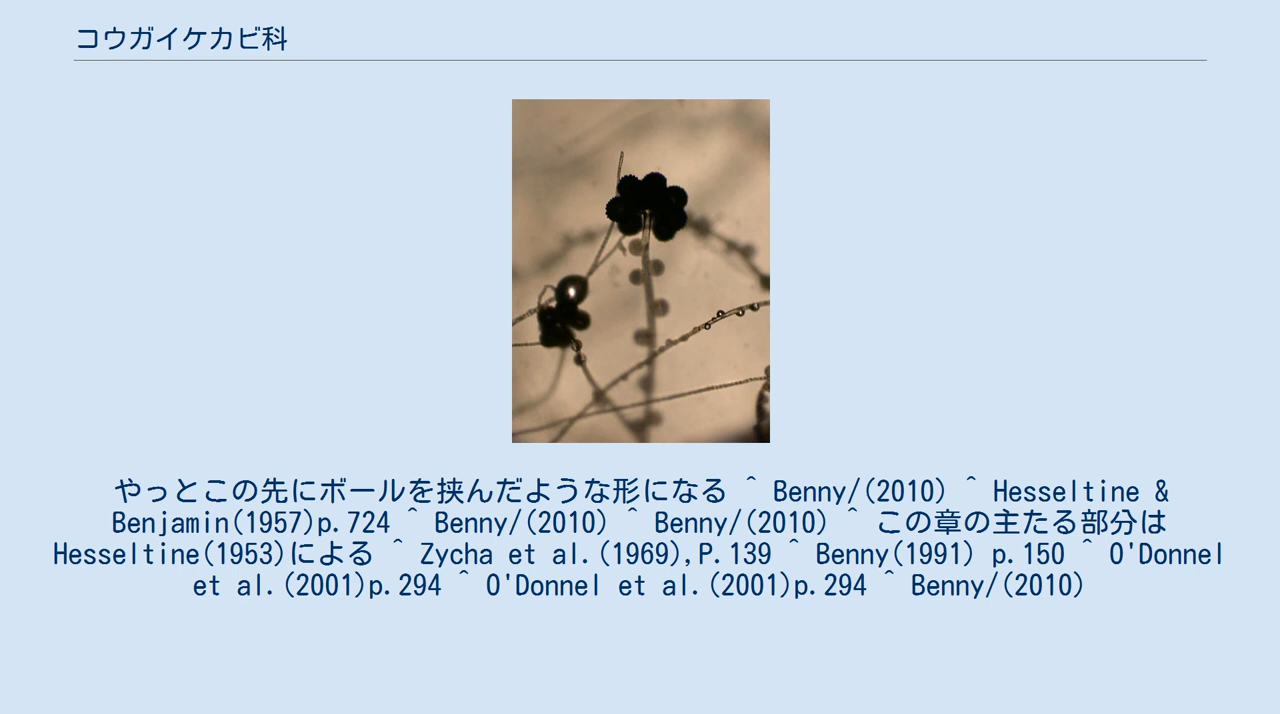 コウガイケカビ科
やっとこの先にボールを挟んだような形になる ^ Benny/(2010) ^ Hesseltine &
Benjamin(1957)p.724 ^ Benny/(2010) ^ Benny/(2010) ^ この章の主たる部分は
Hesseltine(1953)による ^ Zycha et al.(1969),P.139 ^ Benny(1991) p.150 ^ O'Donnel
et al.(2001)p.294 ^ O'Donnel et al.(2001)p.294 ^ Benny/(2010)